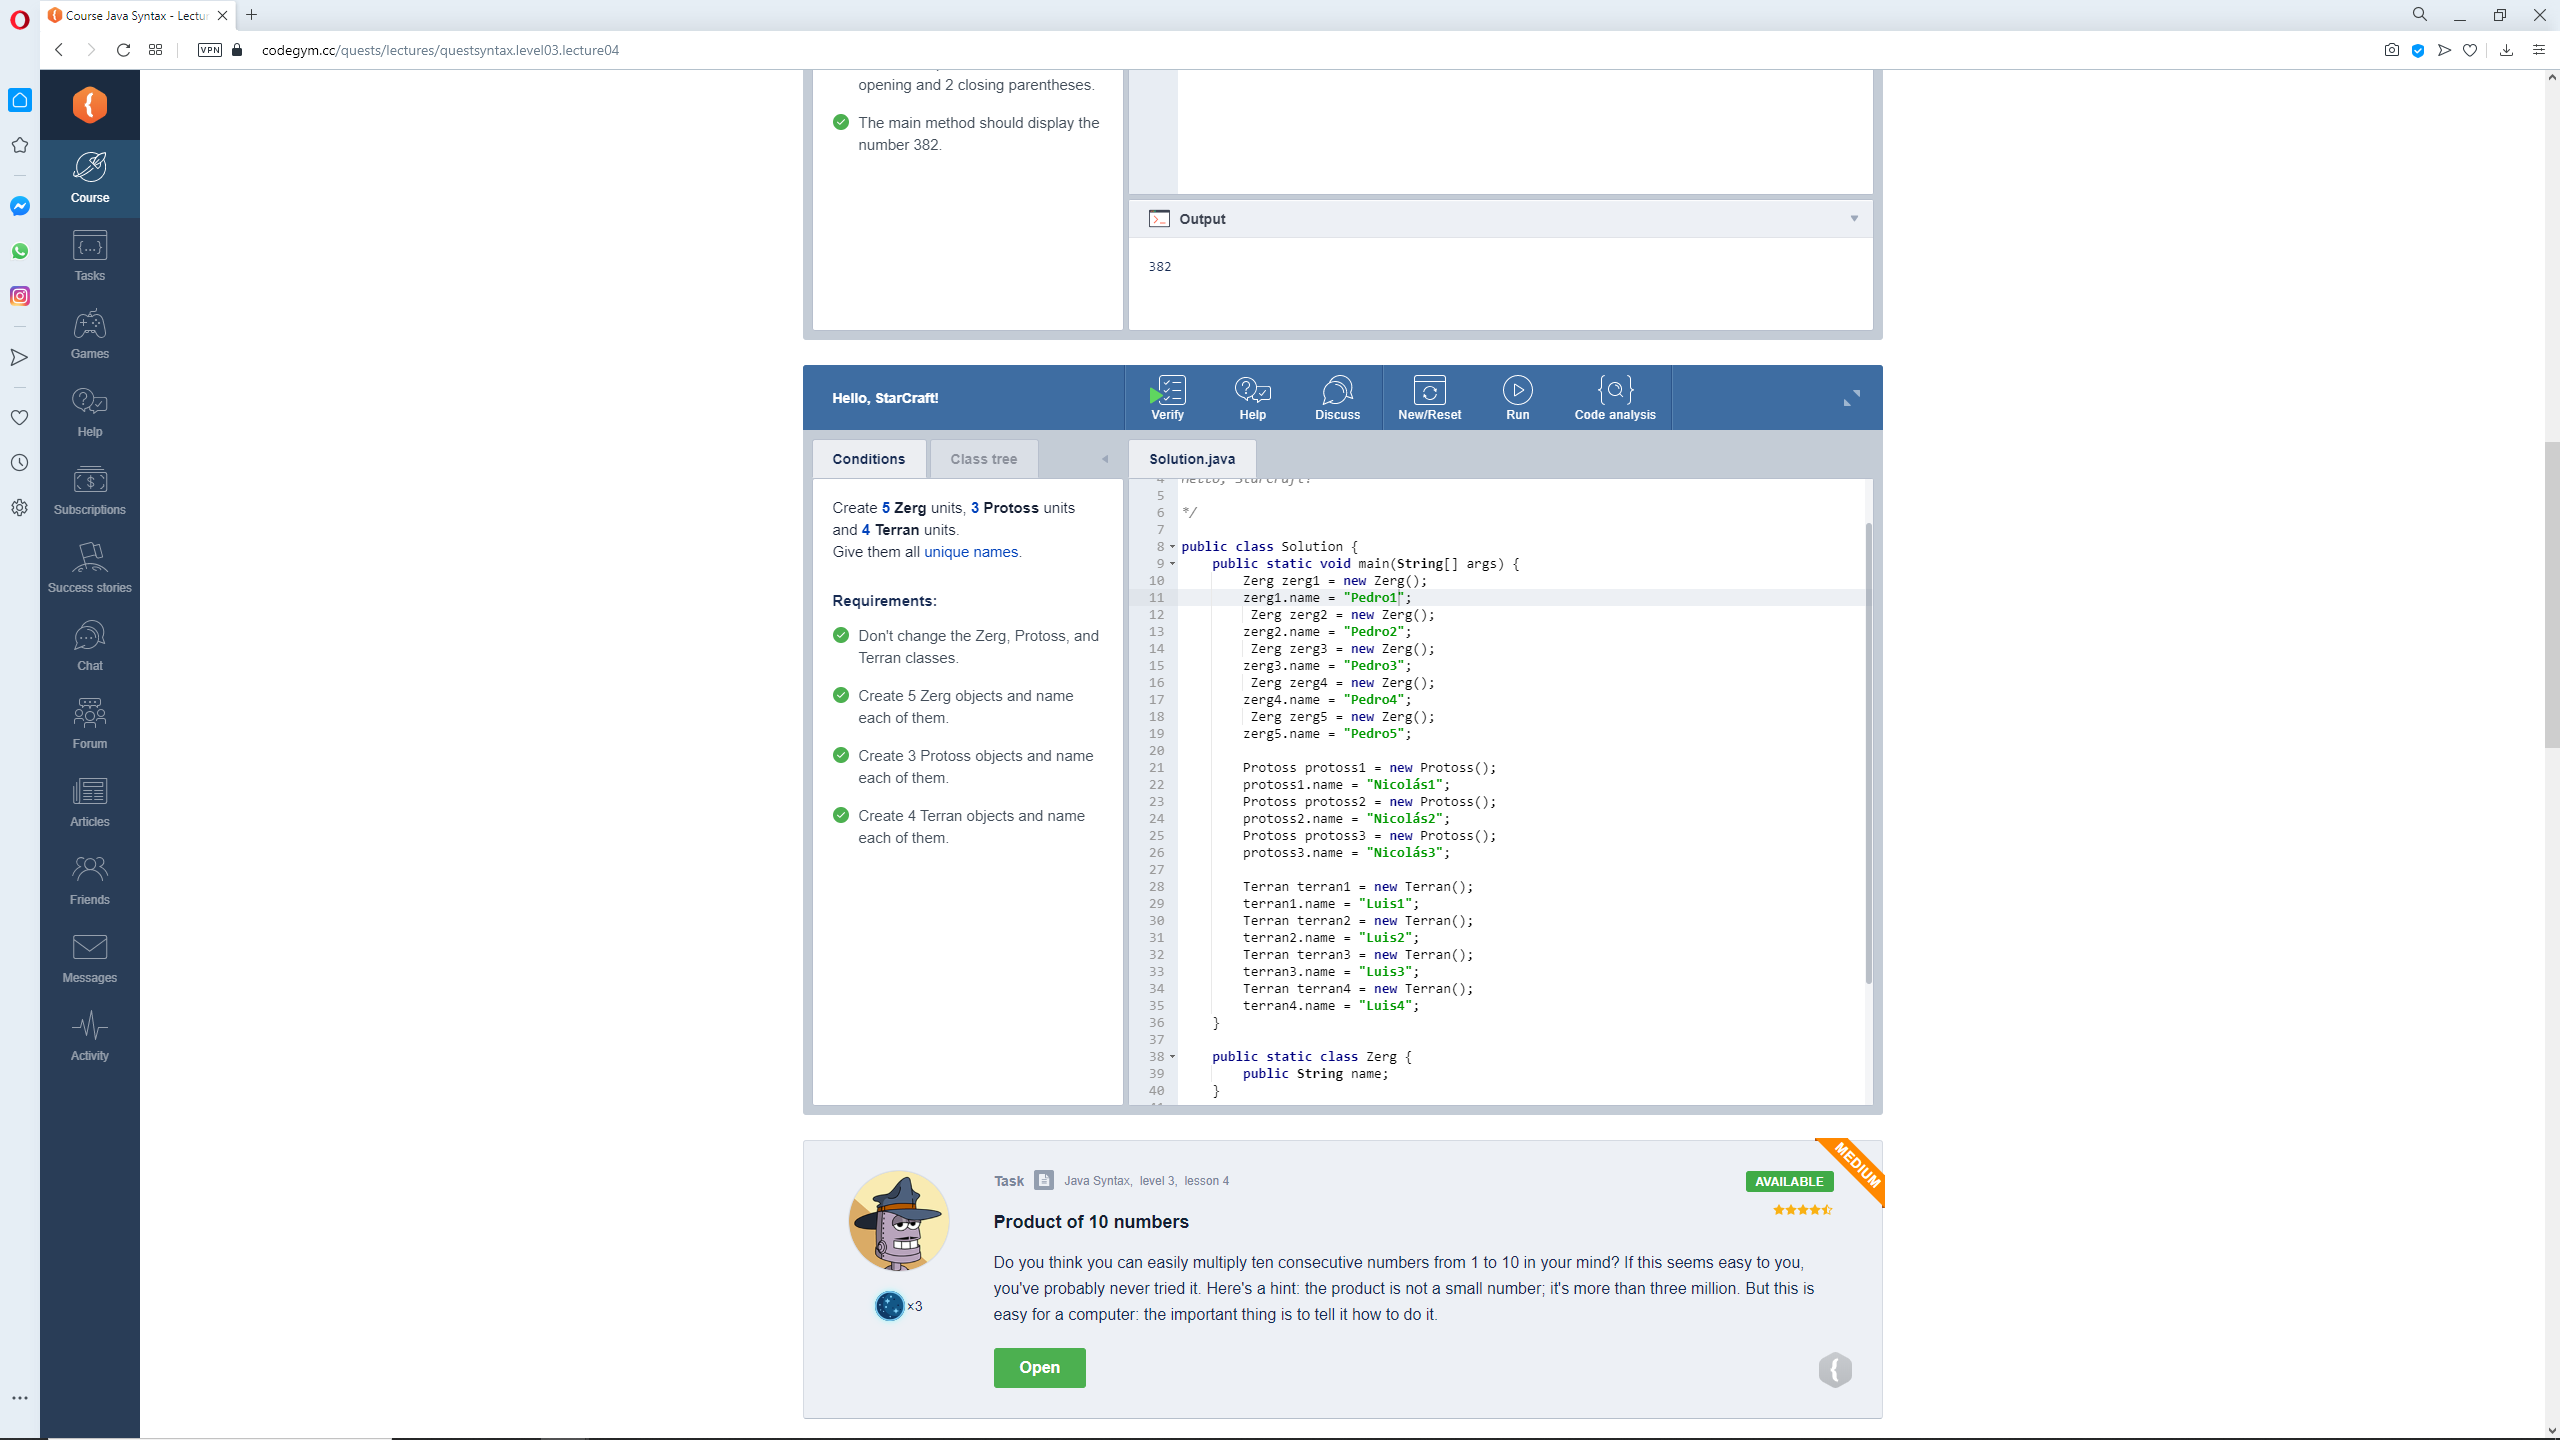 Course Java Syntax - Lectu
VPN
codegym.cc/quests/lectures/questsyntax.level03.lecture04
Course
Tasks
Games
Help
Subscriptions
Success stories
Chat
Forum
Articles
Friends
Messages
Activity
opening and 2 closing parentheses.
The main method should display the
number 382.
Output
382
Hello, StarCraft!
Verify
Help
Discuss
New/Reset
Run
Code analysis
Conditions
Class tree
Solution.java
Create 5 Zerg units, 3 Protoss units
and 4 Terran units.
Give them all unique names.
Requirements:
Don't change the Zerg, Protoss, and
Terran classes.
Create 5 Zerg objects and name
each of them.
Create 3 Protoss objects and name
each of them.
Create 4 Terran objects and name
each of them.
4 Hello, StarCraft!
5
6 */
7
8 public class Solution {
9 public static void main(String[] args) {
10 Zerg zerg1 = new Zerg();
11 zerg1.name = "Pedro1";
12 Zerg zerg2 = new Zerg();
13 zerg2.name = "Pedro2";
14 Zerg zerg3 = new Zerg();
15 zerg3.name = "Pedro3";
16 Zerg zerg4 = new Zerg();
17 zerg4.name = "Pedro4";
18 Zerg zerg5 = new Zerg();
19 zerg5.name = "Pedro5";
20
21 Protoss protoss1 = new Protoss();
22 protoss1.name = "Nicolás1";
23 Protoss protoss2 = new Protoss();
24 protoss2.name = "Nicolás2";
25 Protoss protoss3 = new Protoss();
26 protoss3.name = "Nicolás3";
27
28 Terran terran1 = new Terran();
29 terran1.name = "Luis1";
30 Terran terran2 = new Terran();
31 terran2.name = "Luis2";
32 Terran terran3 = new Terran();
33 terran3.name = "Luis3";
34 Terran terran4 = new Terran();
35 terran4.name = "Luis4";
36 }
37
38 public static class Zerg {
39 public String name;
40 }
MEDIUM
Task Java Syntax, level 3, lesson 4
AVAILABLE
Product of 10 numbers
Do you think you can easily multiply ten consecutive numbers from 1 to 10 in your mind? If this seems easy to you,
you've probably never tried it. Here's a hint: the product is not a small number; it's more than three million. But this is
easy for a computer: the important thing is to tell it how to do it.
×3
Open